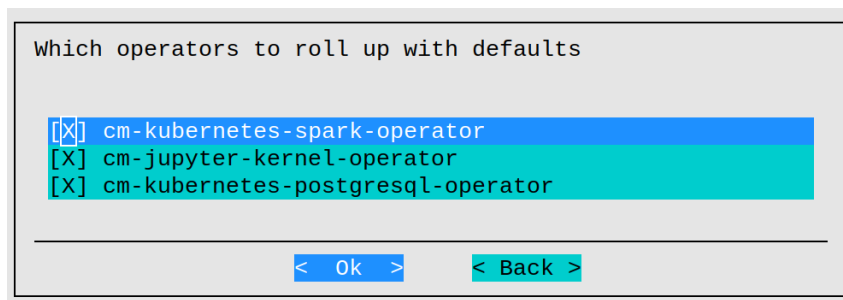 Which operators to roll up with defaults
[X] cm-kubernetes-spark-operator
[X] cm-jupyter-kernel-operator
[X] cm-kubernetes-postgresql-operator
<  Ok  > < Back >